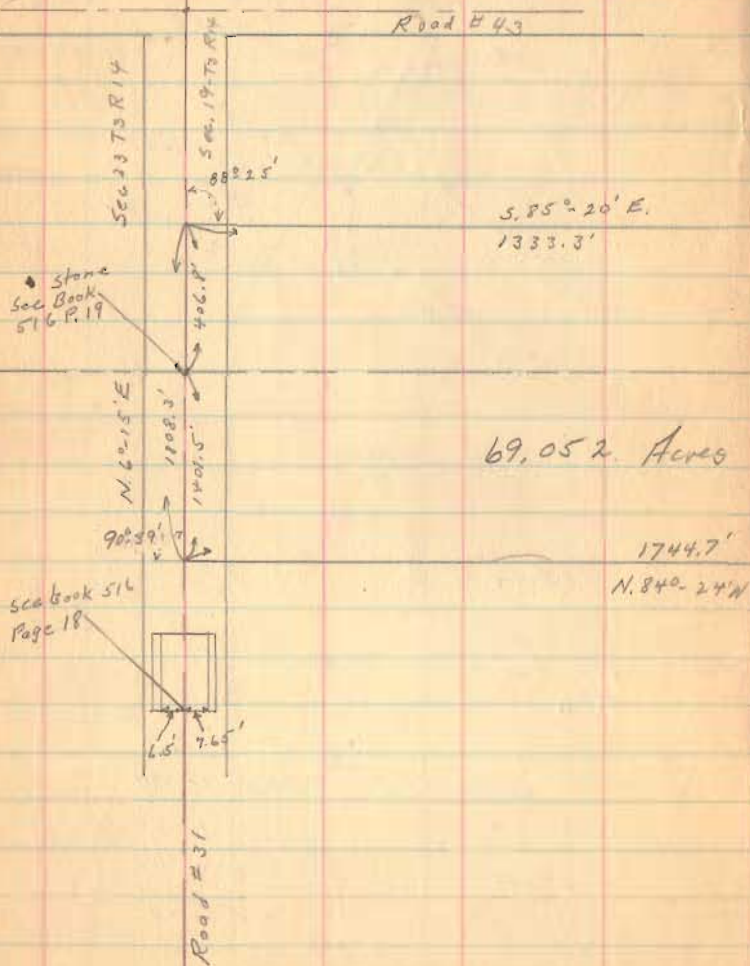 Road # 43
Sec 33 T3 R14
Sec. 19-T3 R14
88° 25'
S. 85°- 20' E.
1333.3'
406.8'
Stone
See Book
516 P. 19
N. 6°-15' E
1808.3'
1401.5'
69.052 Acres
90°-39'
1744.7'
N. 84°- 24' W
See Book 516
Page 18
6.5'
7.65'
Road # 31